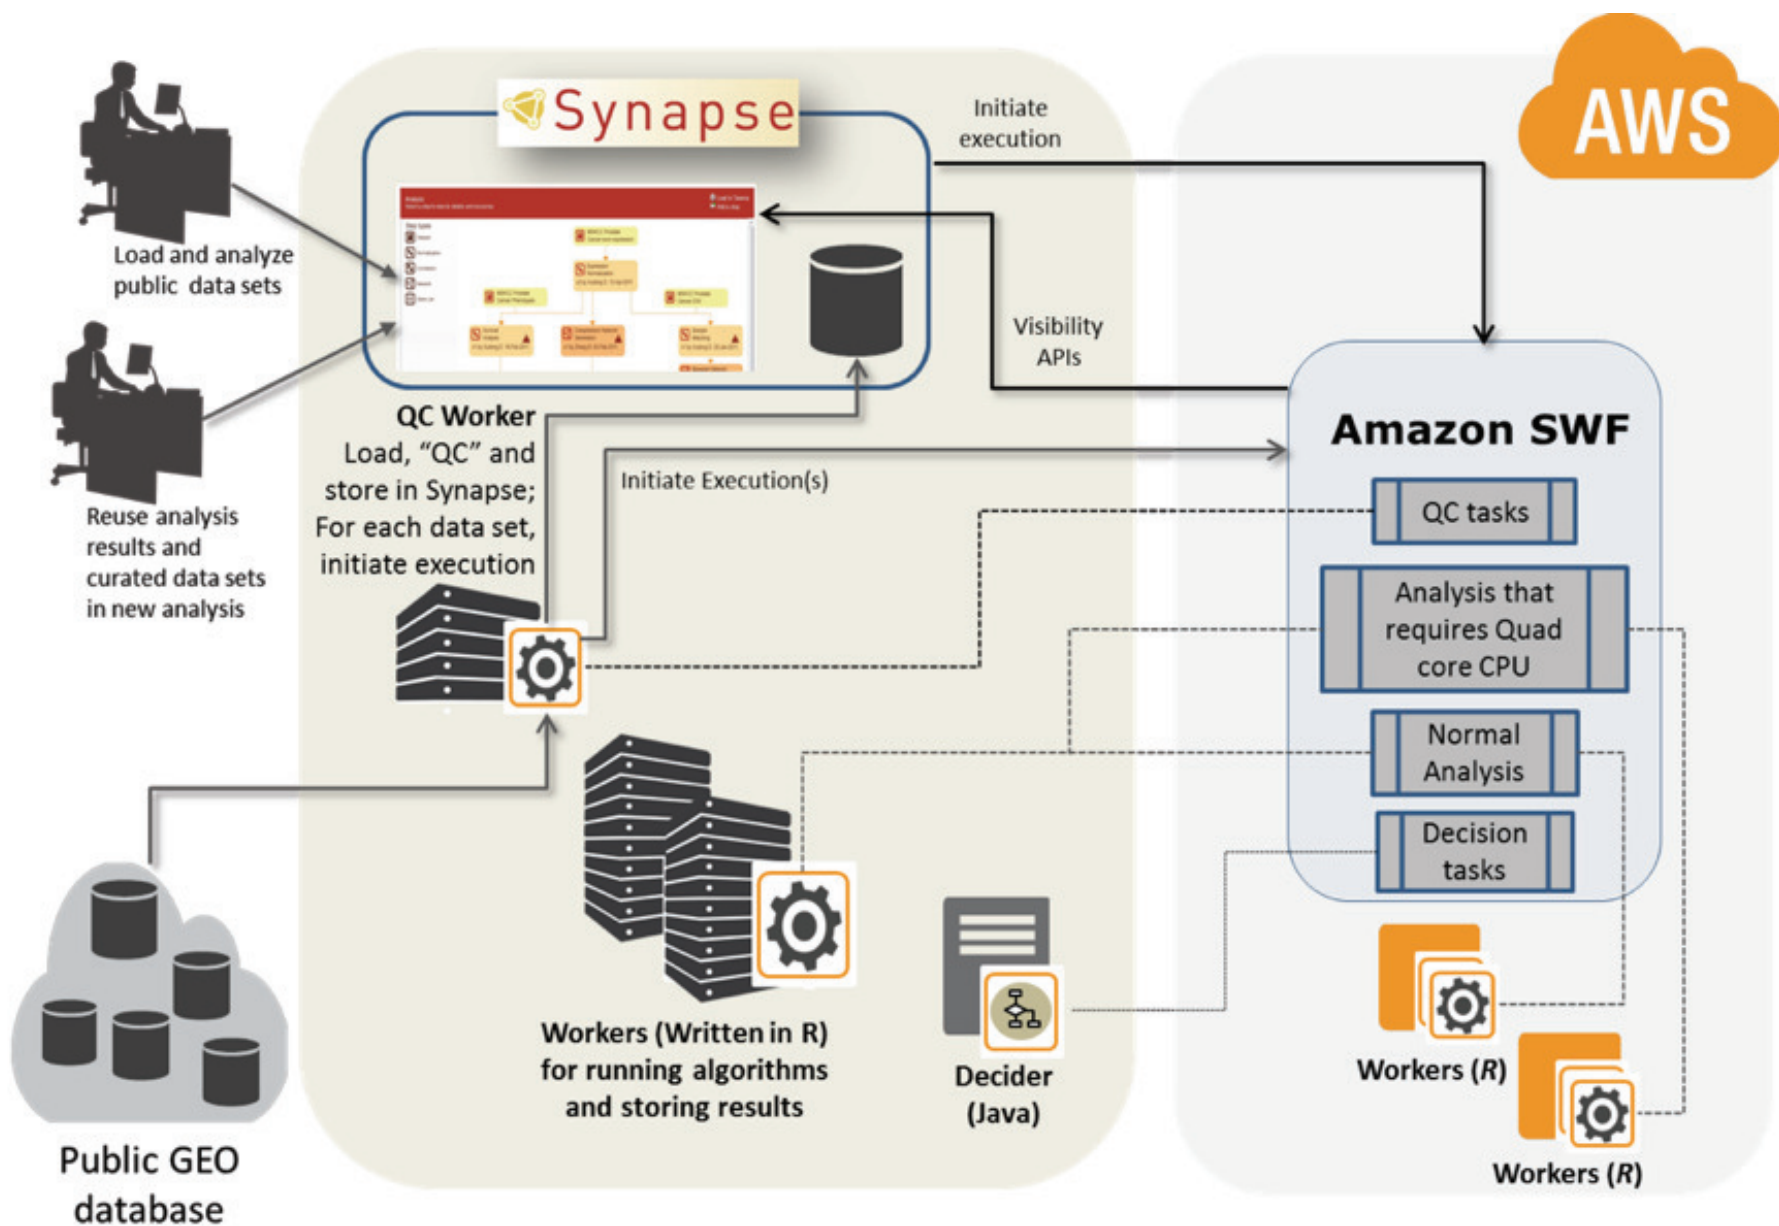 Synapse
AWS
Initiate
execution
Load and analyze
public data sets
Visibility
APIs
Reuse analysis
results and
curated data sets
in new analysis
QC Worker
Load, “QC” and
store in Synapse;
For each data set,
initiate execution
Initiate Execution(s)
Amazon SWF
QC tasks
Analysis that
requires Quad
core CPU
Normal
Analysis
Decision
tasks
Workers (Written in R)
for running algorithms
and storing results
Decider
(Java)
Workers (R)
Workers (R)
Public GEO
database